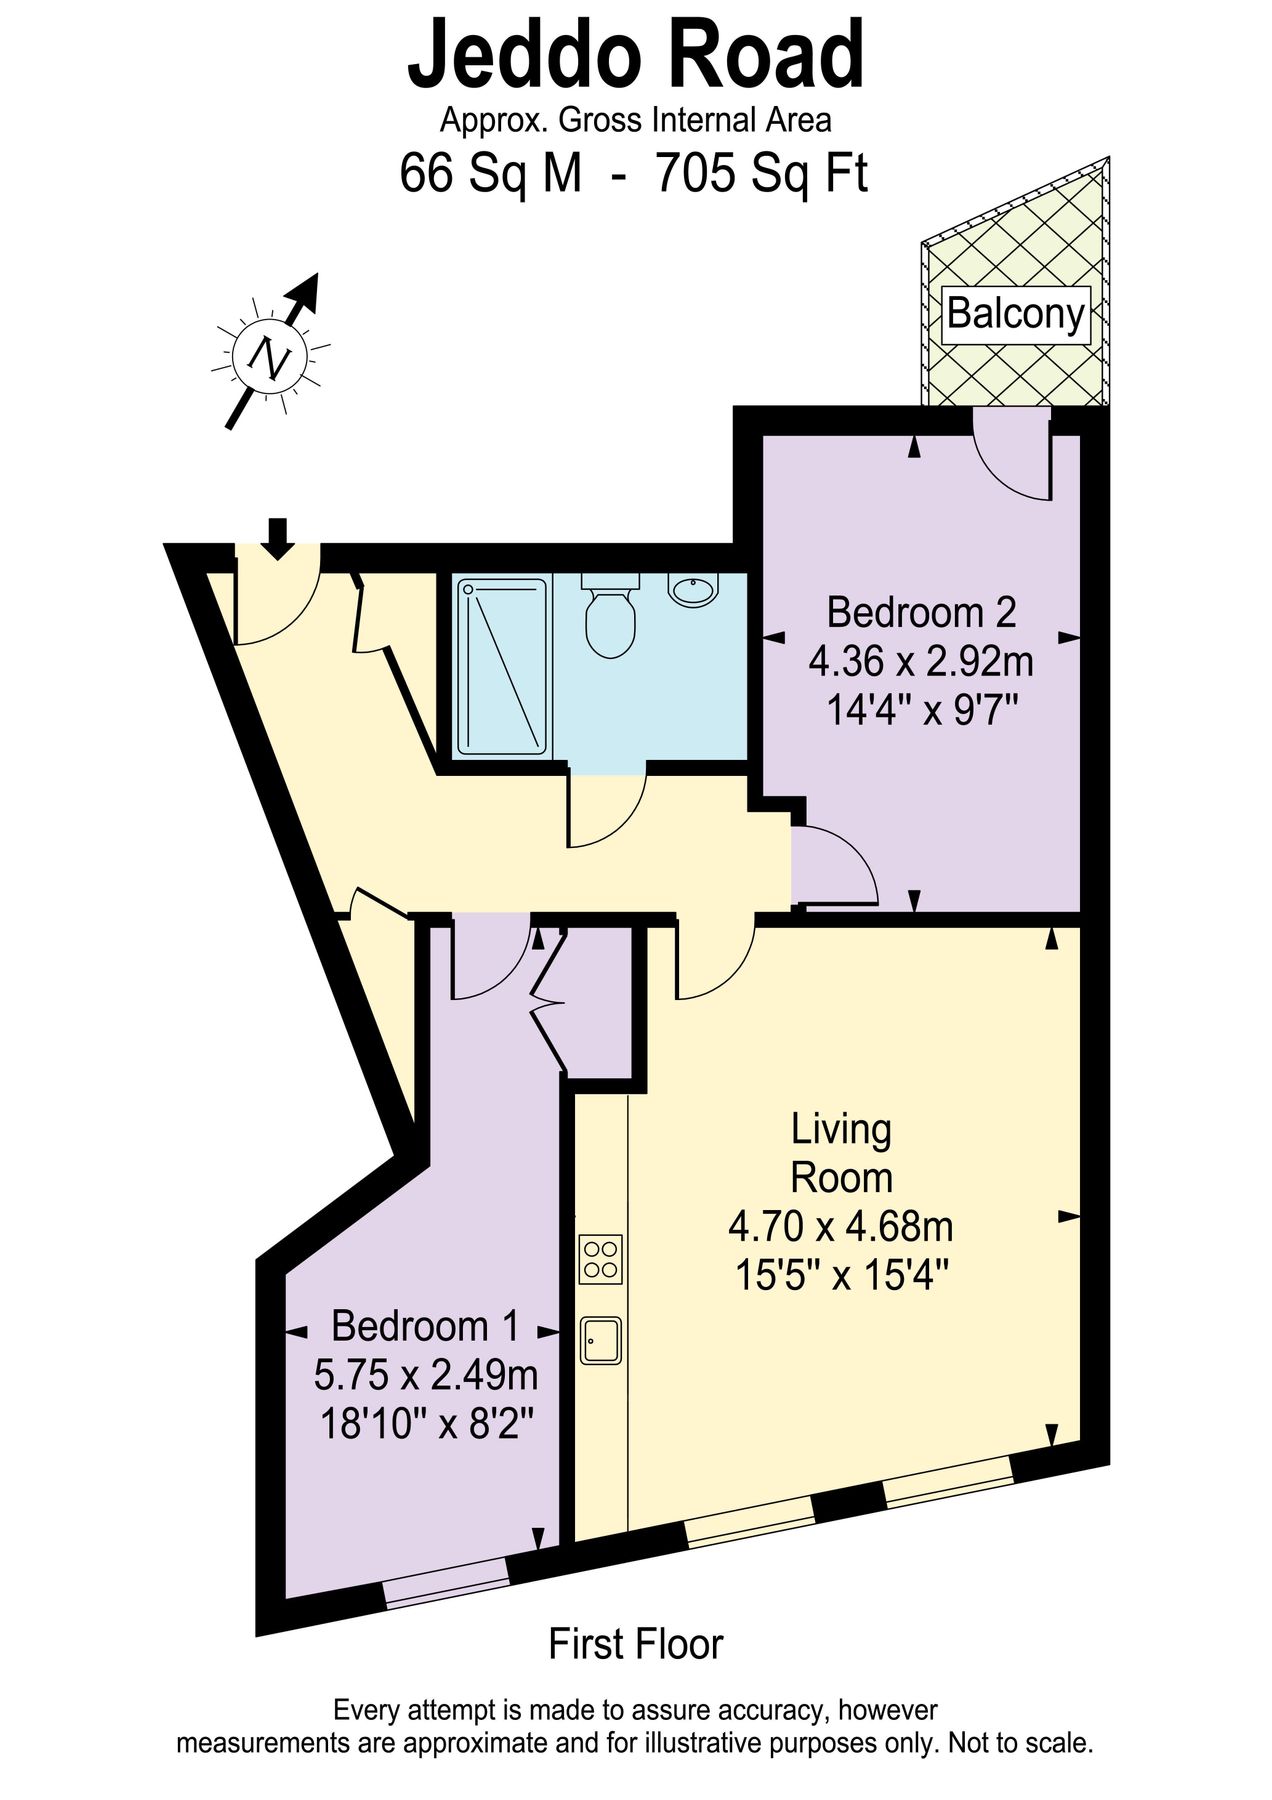 Jeddo Road
Approx. Gross Internal Area
66 Sq M - 705 Sq Ft
Balcony
N
Bedroom 2
4.36 x 2.92m
14'4" x 9'7"
Living
Room
4.70 x 4.68m
15'5" x 15'4"
Bedroom 1
5.75 x 2.49m
18'10" x 8'2"
First Floor
Every attempt is made to assure accuracy, however
measurements are approximate and for illustrative purposes only. Not to scale.